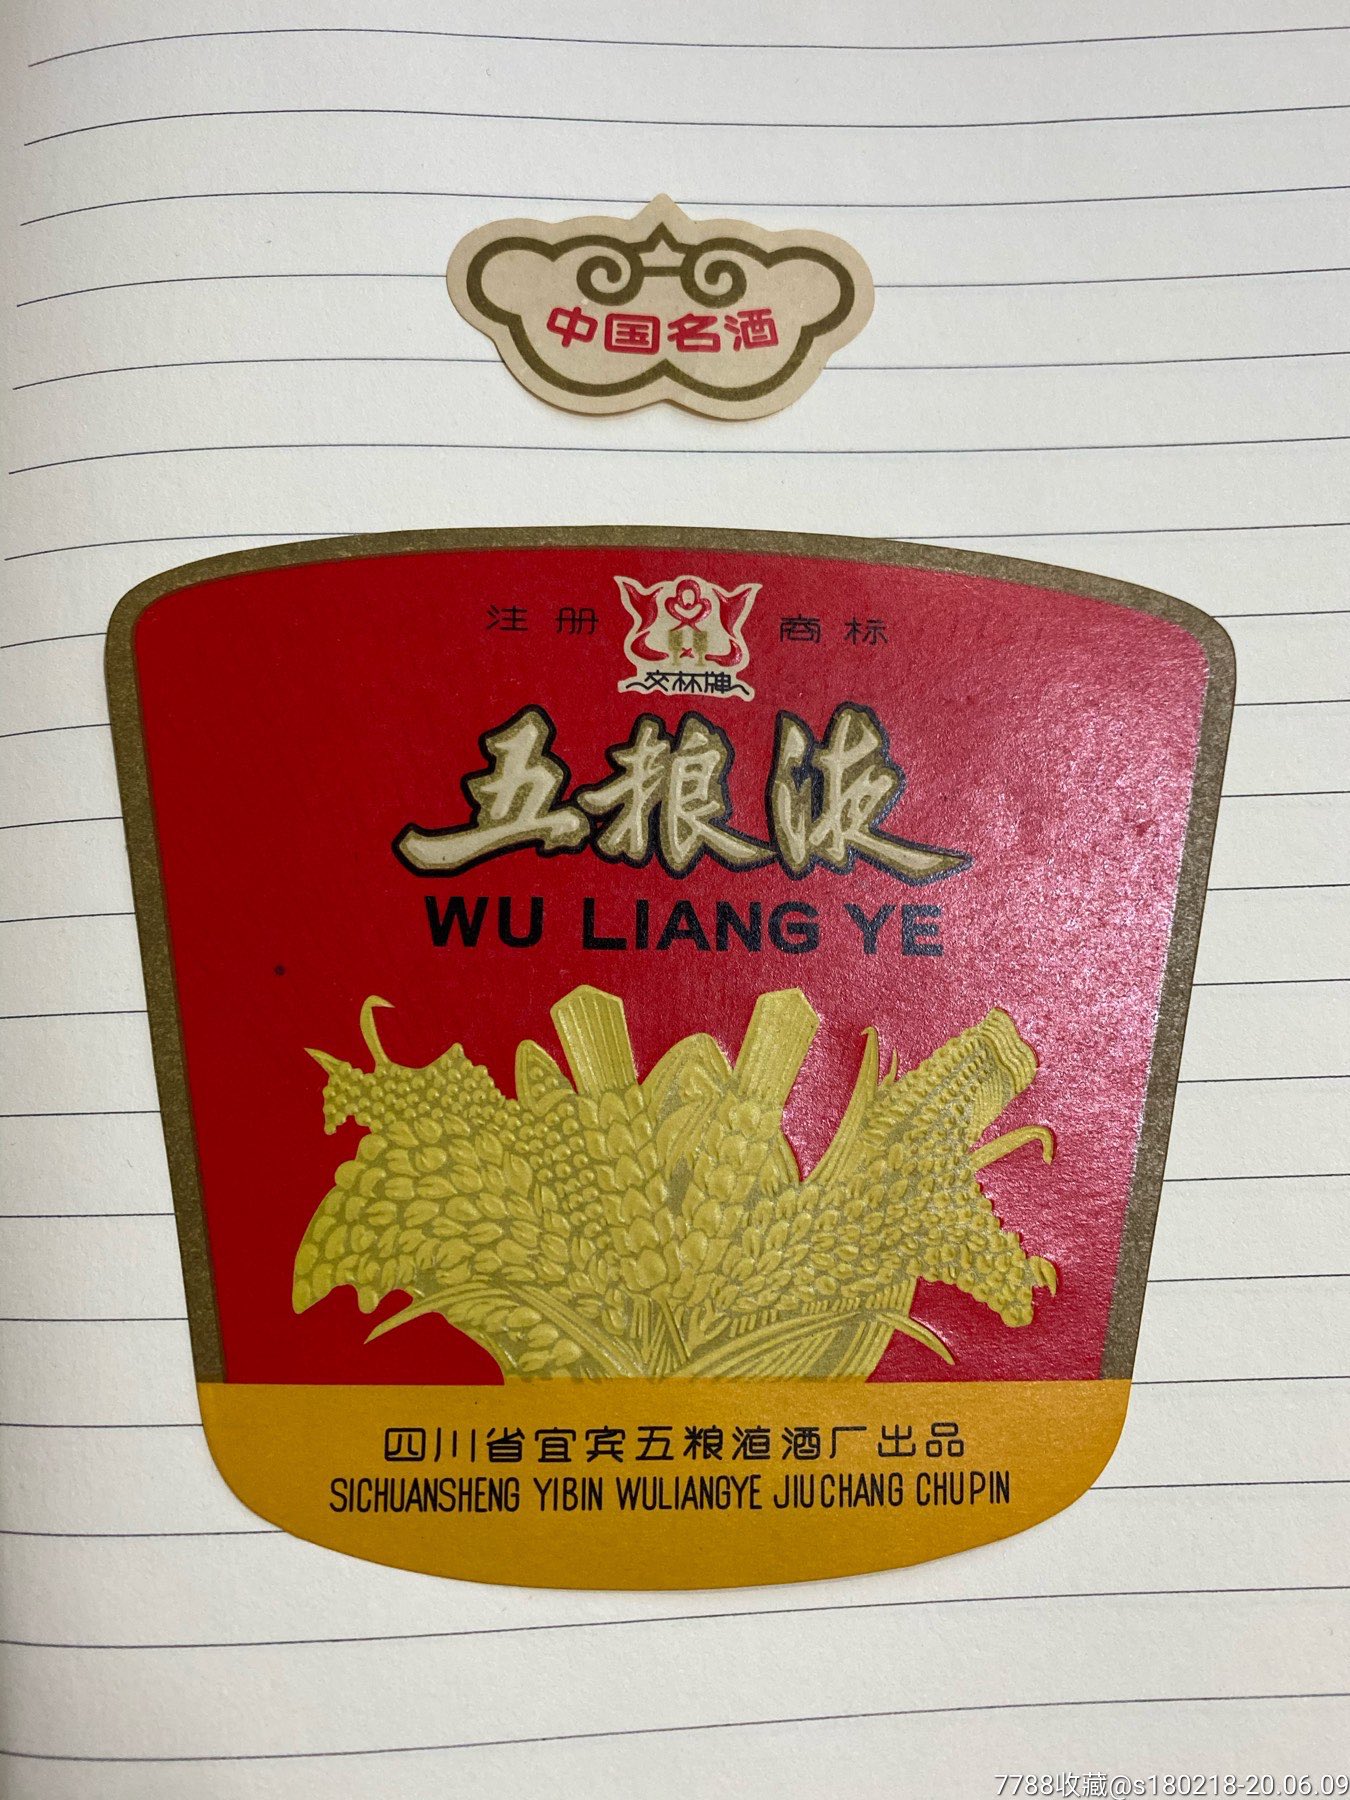 中国名酒
注册 商标
交杯牌
五粮液
WU LIANG YE
四川省宜宾五粮液酒厂出品
SICHUANSHENG YIBIN WULIANGYE JIUCHANG CHUPIN
7788收藏@s180218-20.06.09